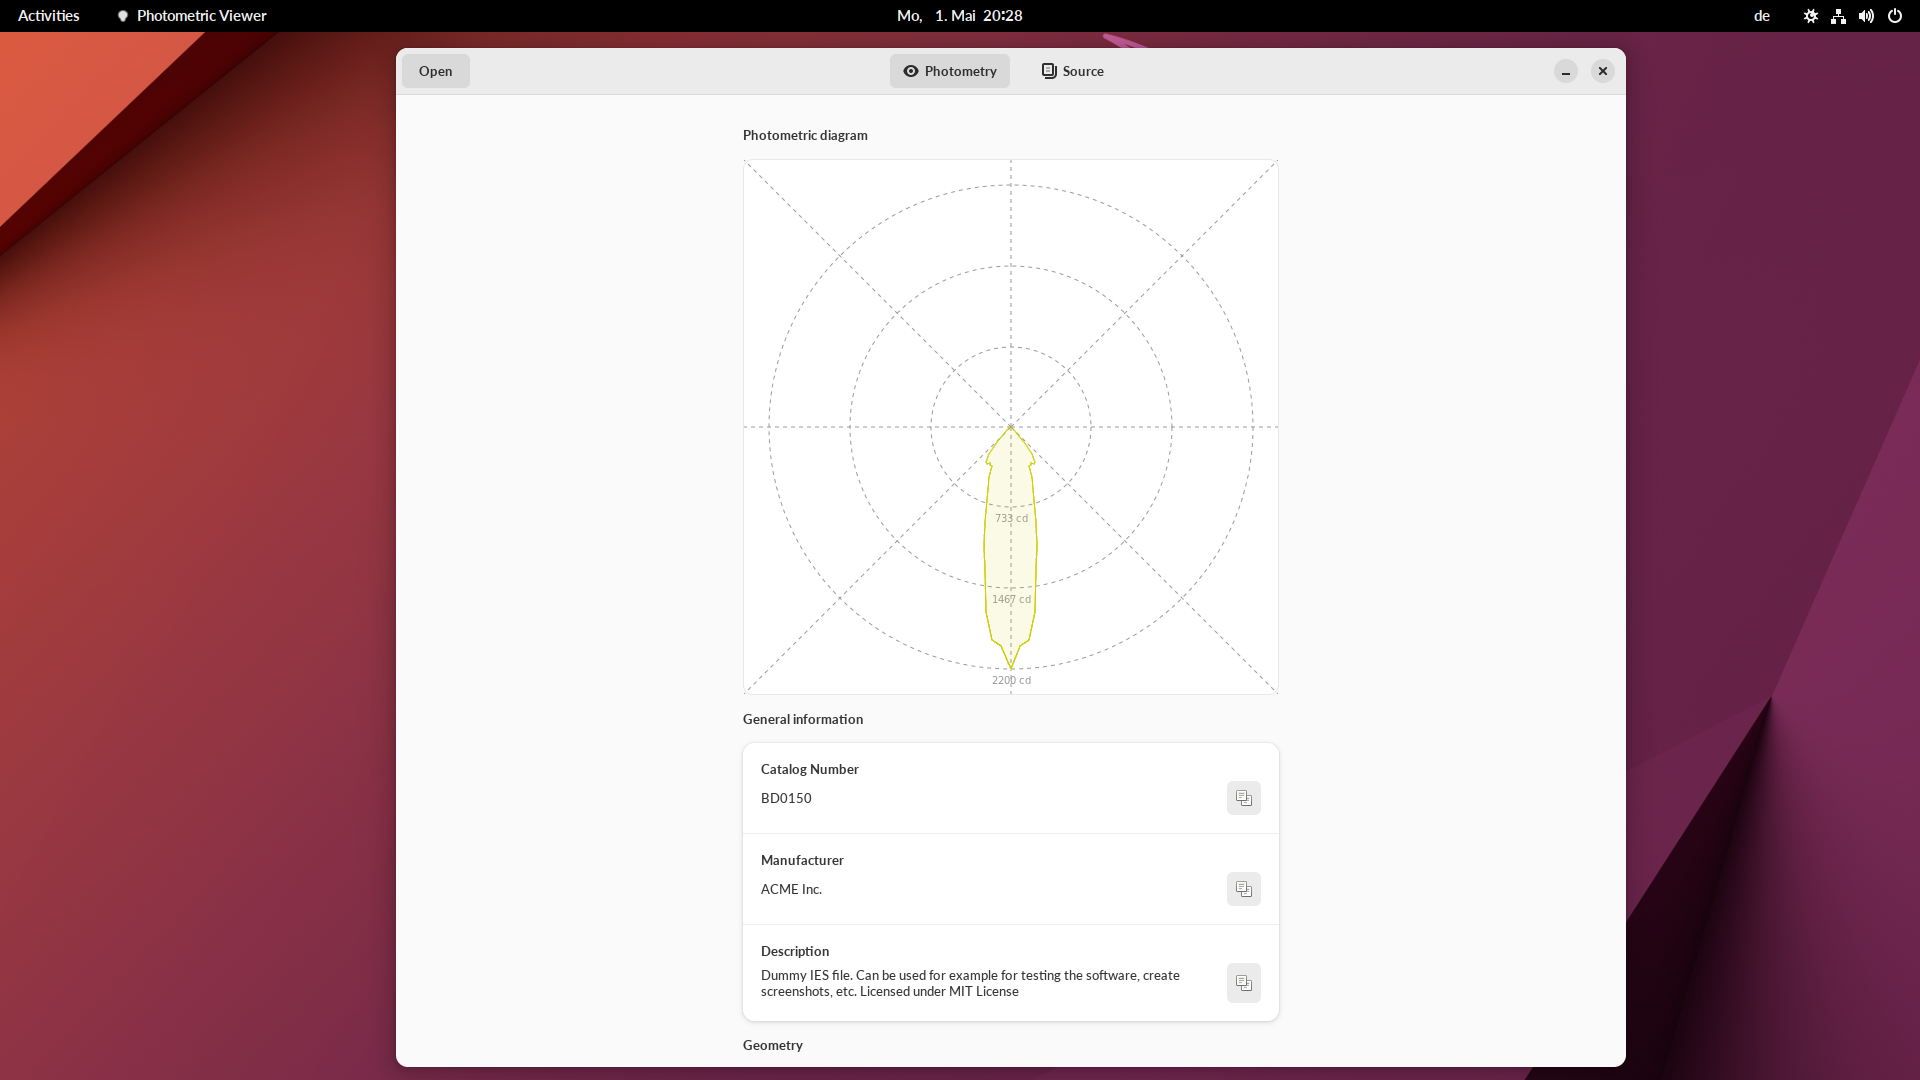 Activities
Photometric Viewer
Mo, 1. Mai 20:28
de
Open
Photometry
Source
Photometric diagram
733 cd
1467 cd
2200 cd
General information
Catalog Number
BD0150
Manufacturer
ACME Inc.
Description
Dummy IES file. Can be used for example for testing the software, create
screenshots, etc. Licensed under MIT License
Geometry